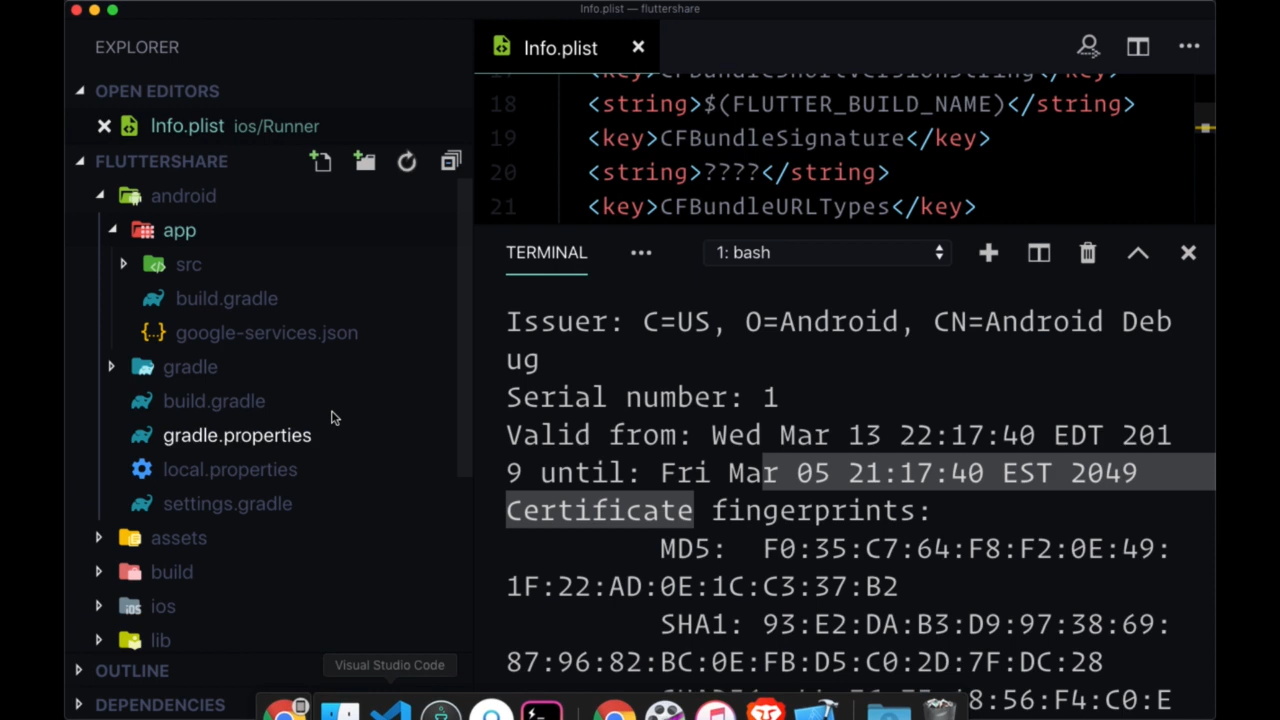 Info.plist — fluttershare
EXPLORER
OPEN EDITORS
Info.plist ios/Runner
FLUTTERSHARE
android
app
src
build.gradle
google-services.json
gradle
build.gradle
gradle.properties
local.properties
settings.gradle
assets
build
ios
lib
OUTLINE
DEPENDENCIES
Visual Studio Code
Info.plist
<key>CFBundleShortVersionString</key>
18 <string>$(FLUTTER_BUILD_NAME)</string>
19 <key>CFBundleSignature</key>
20 <string>????</string>
21 <key>CFBundleURLTypes</key>
TERMINAL
1: bash
Issuer: C=US, O=Android, CN=Android Deb
ug
Serial number: 1
Valid from: Wed Mar 13 22:17:40 EDT 201
9 until: Fri Mar 05 21:17:40 EST 2049
Certificate fingerprints:
MD5: F0:35:C7:64:F8:F2:0E:49:
1F:22:AD:0E:1C:C3:37:B2
SHA1: 93:E2:DA:B3:D9:97:38:69:
87:96:82:BC:0E:FB:D5:C0:2D:7F:DC:28